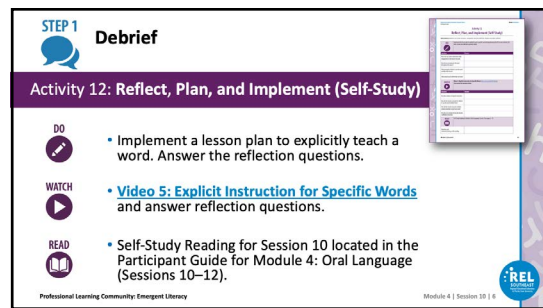 STEP 1
Debrief
Activity 12: Reflect, Plan, and Implement (Self-Study)
DO
• Implement a lesson plan to explicitly teach a
word. Answer the reflection questions.
WATCH
• Video 5: Explicit Instruction for Specific Words
and answer reflection questions.
READ
• Self-Study Reading for Session 10 located in the
Participant Guide for Module 4: Oral Language
(Sessions 10–12).
Professional Learning Community: Emergent Literacy
Module 4 | Session 10 | 6
REL
SOUTHEAST